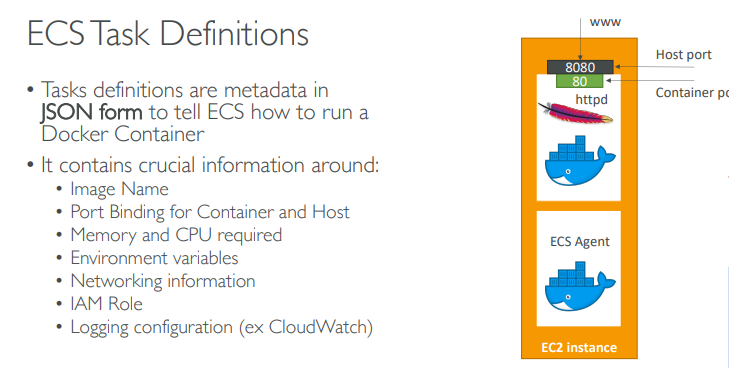 ECS Task Definitions
• Tasks definitions are metadata in
JSON form to tell ECS how to run a
Docker Container
• It contains crucial information around:
• Image Name
• Port Binding for Container and Host
• Memory and CPU required
• Environment variables
• Networking information
• IAM Role
• Logging configuration (ex CloudWatch)
www
Host port
8080
80
Container po
httpd
ECS Agent
EC2 instance